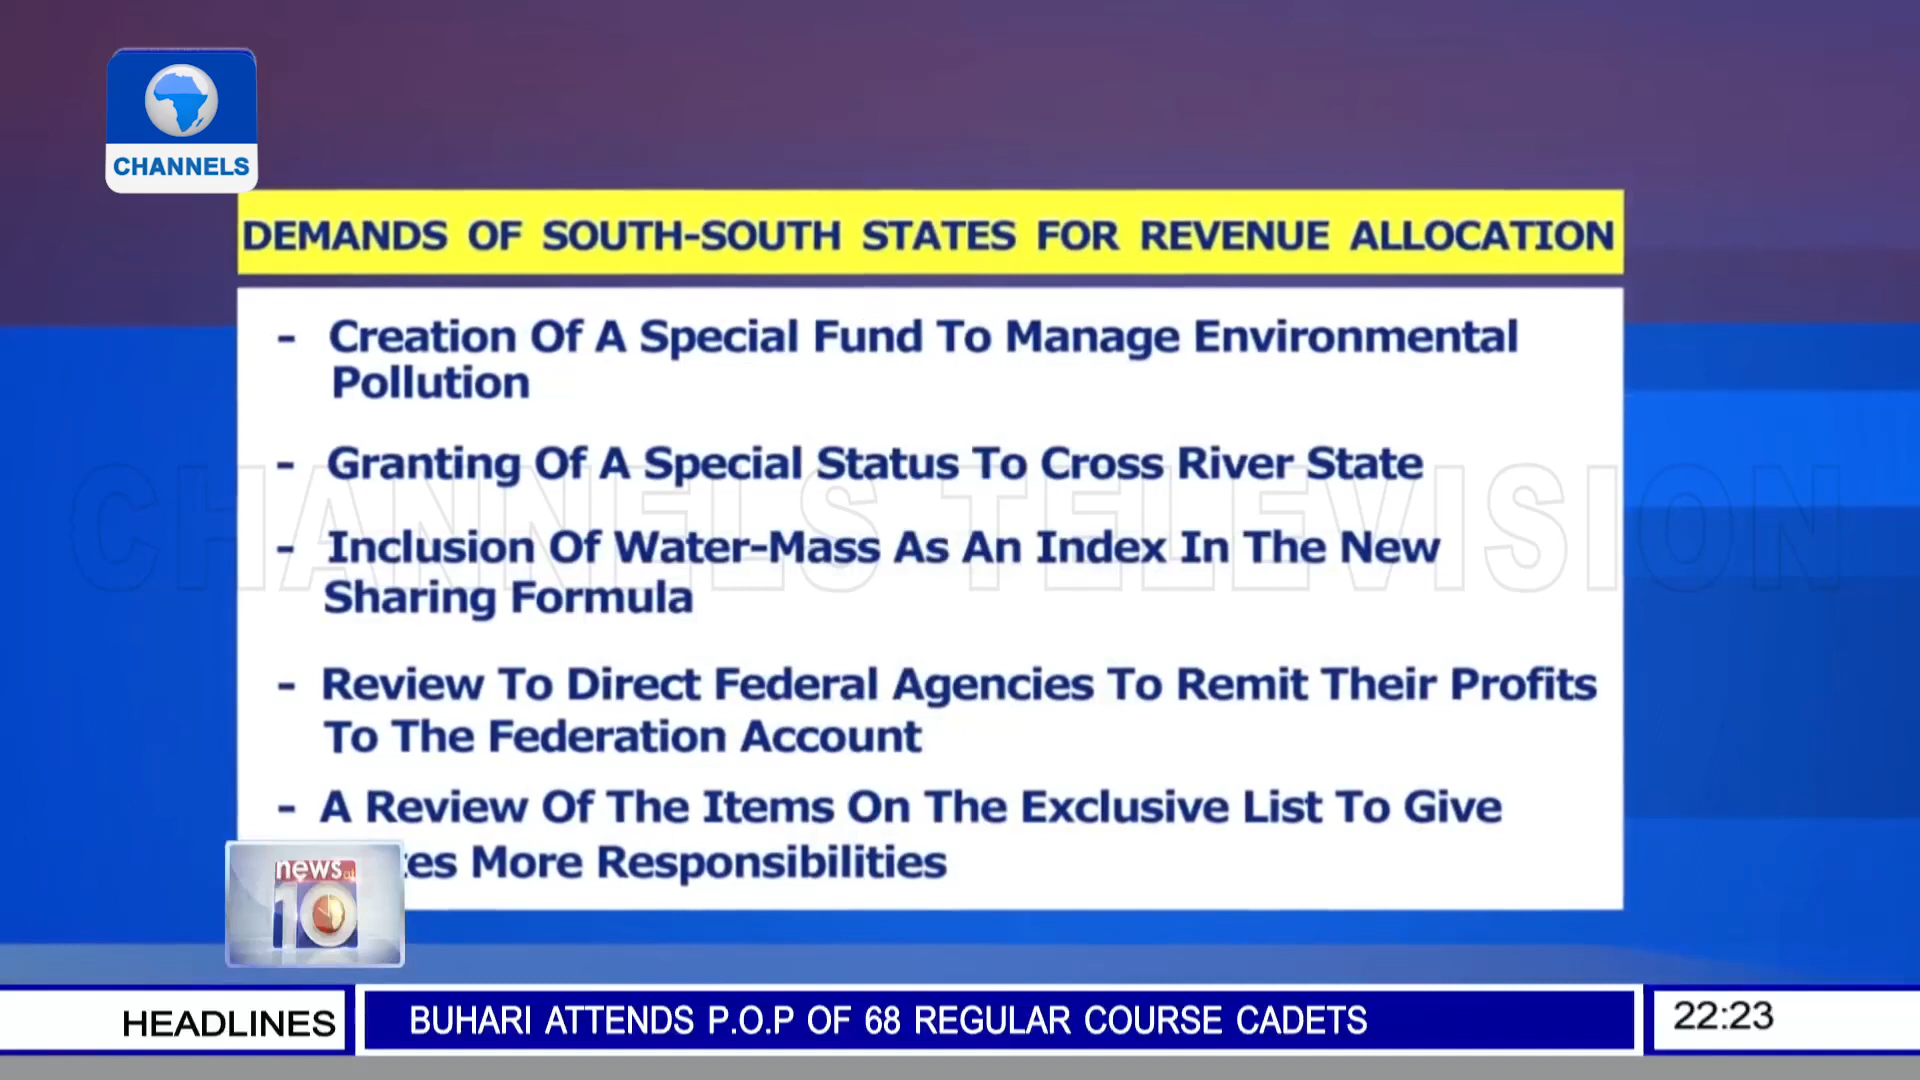 CHANNELS
DEMANDS OF SOUTH-SOUTH STATES FOR REVENUE ALLOCATION
- Creation Of A Special Fund To Manage Environmental
Pollution
- Granting Of A Special Status To Cross River State
CHANNELS TELEVISION
- Inclusion Of Water-Mass As An Index In The New
Sharing Formula
- Review To Direct Federal Agencies To Remit Their Profits
To The Federation Account
- A Review Of The Items On The Exclusive List To Give
More Responsibilities
news at
10
HEADLINES
BUHARI ATTENDS P.O.P OF 68 REGULAR COURSE CADETS
22:23